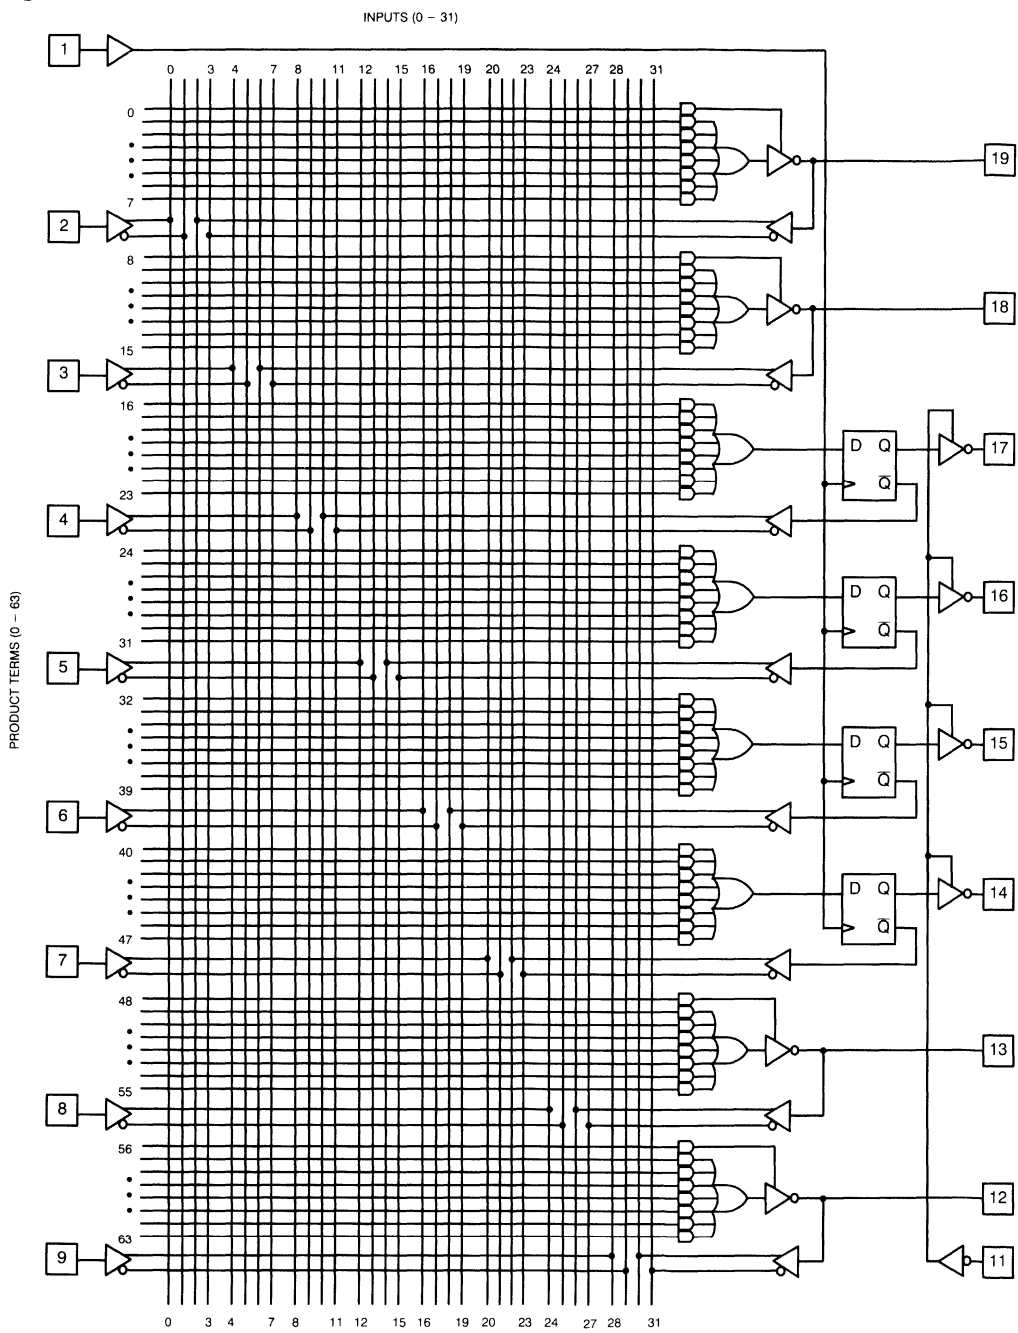 INPUTS (0 – 31)
1
0 3 4 7 8 11 12 15 16 19 20 23 24 27 28 31
0
19
7
2
8
18
15
3
16
D Q
17
Q̅
23
4
24
D Q
16
Q̅
31
5
PRODUCT TERMS (0 – 63)
32
D Q
15
Q̅
39
6
40
D Q
14
Q̅
47
7
48
13
55
8
56
12
63
9
11
0 3 4 7 8 11 12 15 16 19 20 23 24 27 28 31